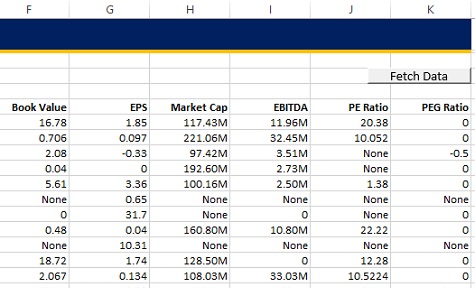 F G H I J K
Fetch Data
Book Value EPS Market Cap EBITDA PE Ratio PEG Ratio
16.78 1.85 117.43M 11.96M 20.38 0
0.706 0.097 221.06M 32.45M 10.052 0
2.08 -0.33 97.42M 3.51M None -0.5
0.04 0 192.60M 2.73M None 0
5.61 3.36 100.16M 2.50M 1.38 0
None 0.65 None None None None
0 31.7 None 0 None 0
0.48 0.04 160.80M 10.80M 22.22 0
None 10.31 None None None None
18.72 1.74 128.50M 0 12.28 0
2.067 0.134 108.03M 33.03M 10.5224 0